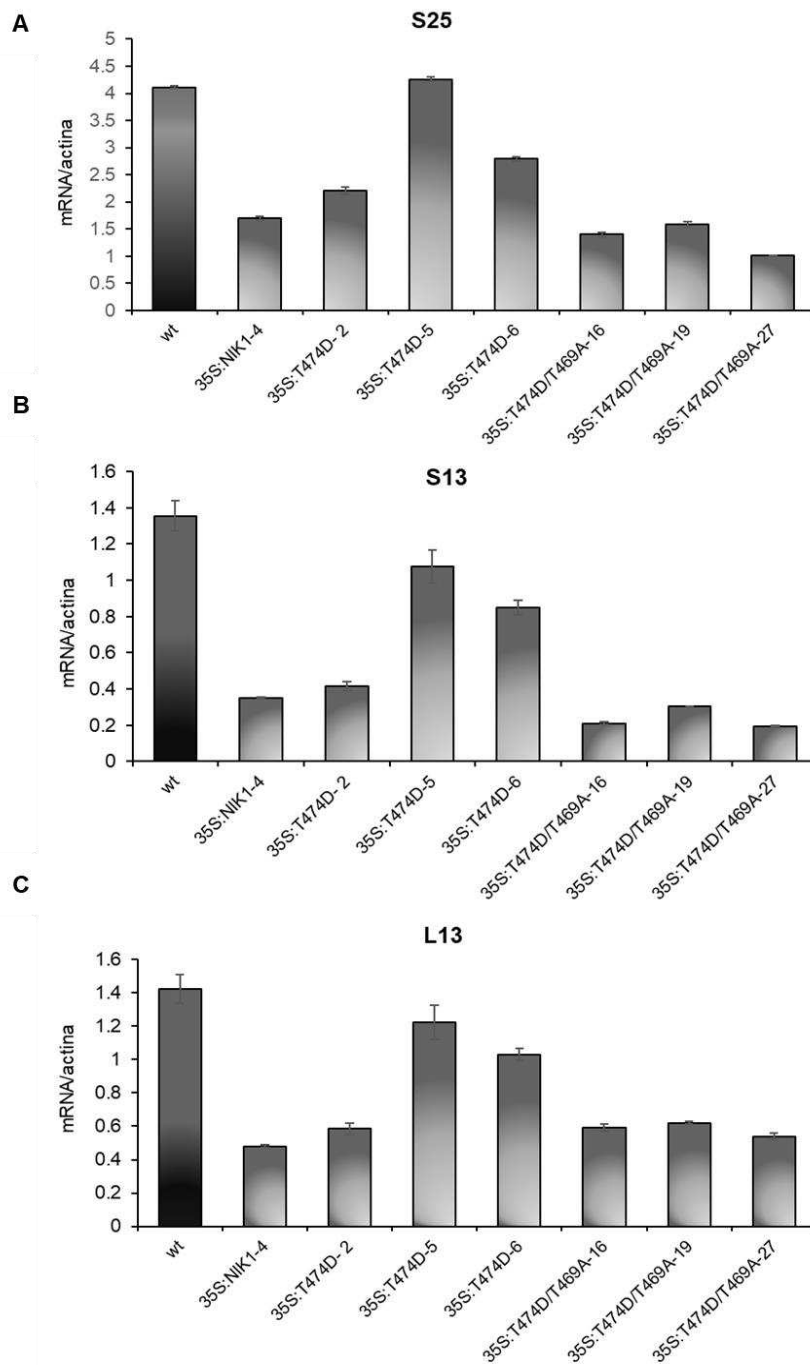 A
S25
mRNA/actina
5
4.5
4
3.5
3
2.5
2
1.5
1
0.5
0
wt
35S:NIK1-4
35S:T474D- 2
35S:T474D-5
35S:T474D-6
35S:T474D/T469A-16
35S:T474D/T469A-19
35S:T474D/T469A-27
B
S13
mRNA/actina
1.6
1.4
1.2
1
0.8
0.6
0.4
0.2
0
wt
35S:NIK1-4
35S:T474D- 2
35S:T474D-5
35S:T474D-6
35S:T474D/T469A-16
35S:T474D/T469A-19
35S:T474D/T469A-27
C
L13
mRNA/actina
1.6
1.4
1.2
1
0.8
0.6
0.4
0.2
0
wt
35S:NIK1-4
35S:T474D- 2
35S:T474D-5
35S:T474D-6
35S:T474D/T469A-16
35S:T474D/T469A-19
35S:T474D/T469A-27